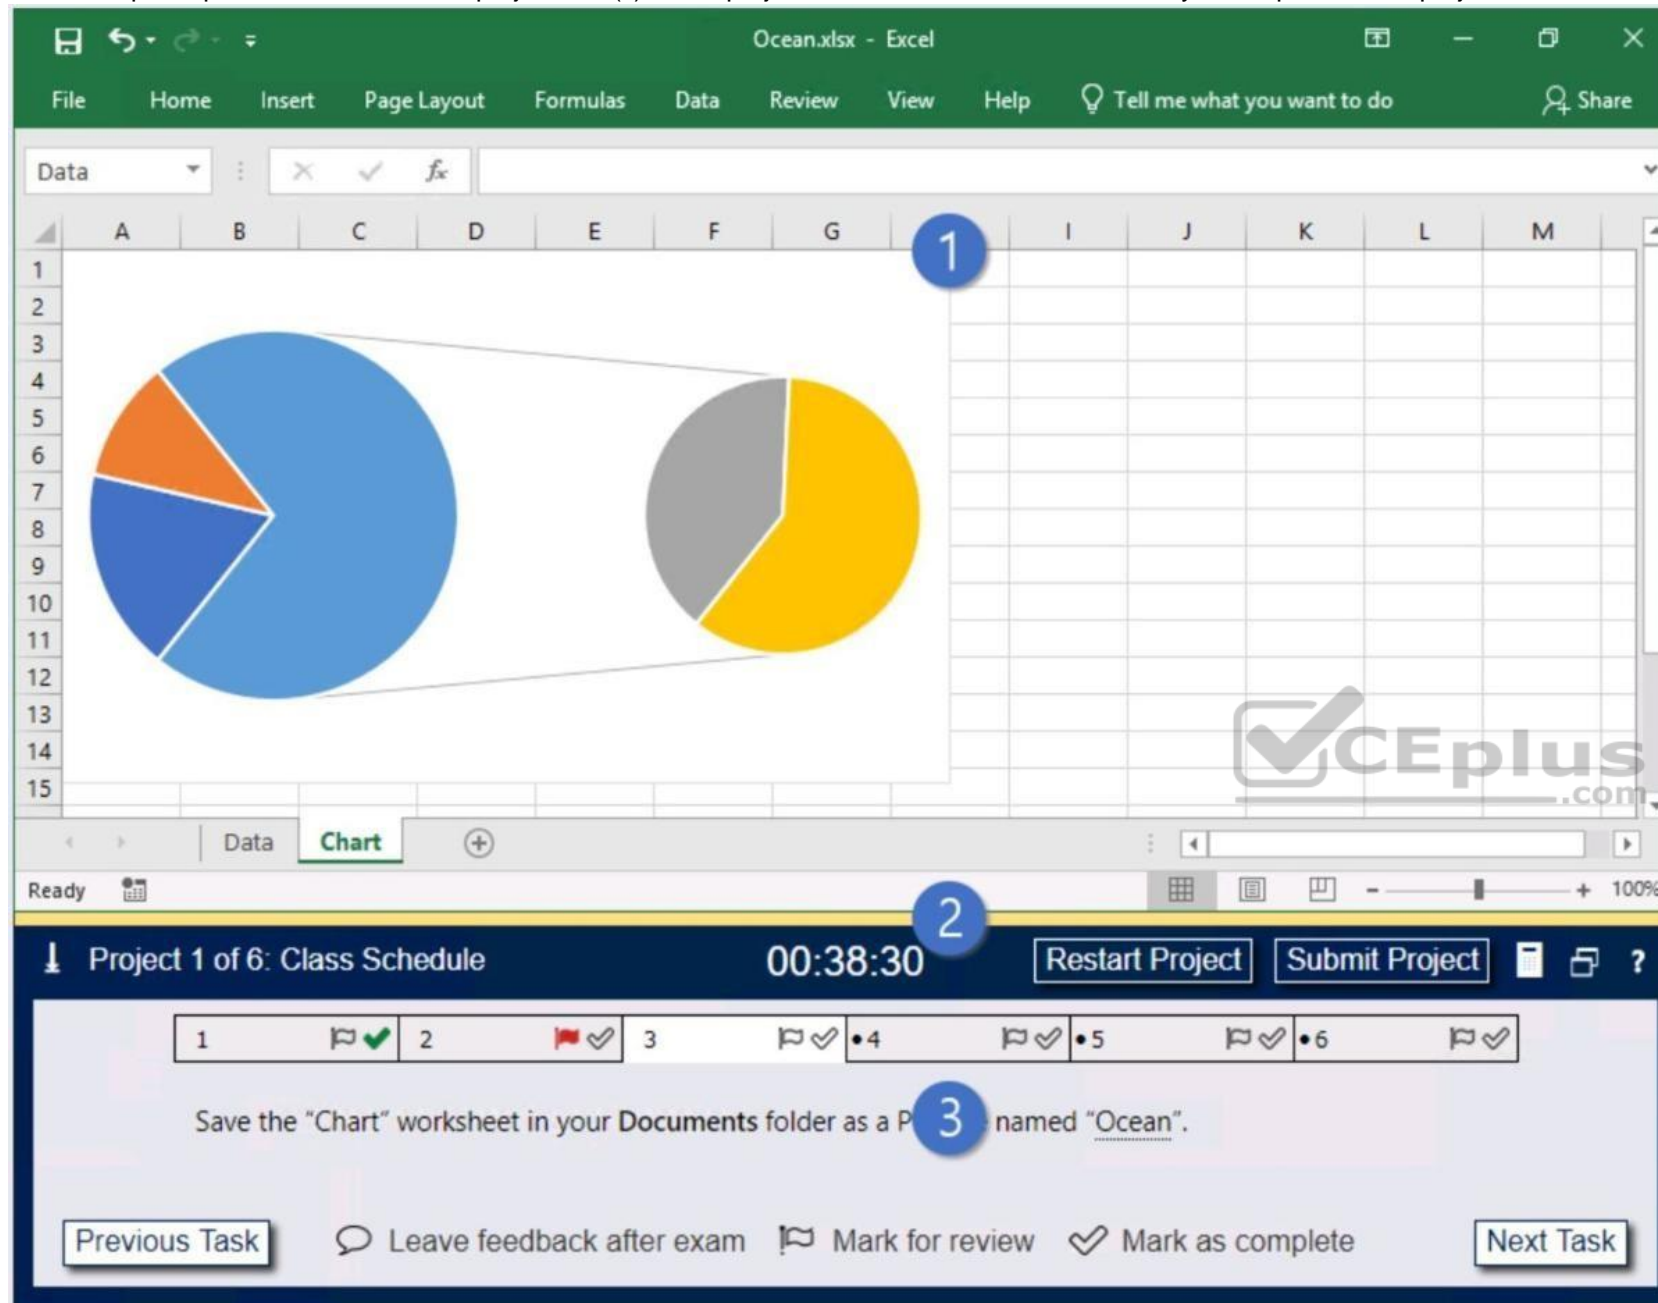 Ocean.xlsx - Excel
File Home Insert Page Layout Formulas Data Review View Help Tell me what you want to do Share
Data fx
A B C D E F G I J K L M
1
1
2
3
4
5
6
7
8
9
10
11
12
13
14
15
VCEplus
.com
Data Chart
Ready 100%
2
Project 1 of 6: Class Schedule 00:38:30 Restart Project Submit Project ?
1 2 3 •4 •5 •6
Save the "Chart" worksheet in your Documents folder as a P 3 named "Ocean".
Previous Task Leave feedback after exam Mark for review Mark as complete Next Task